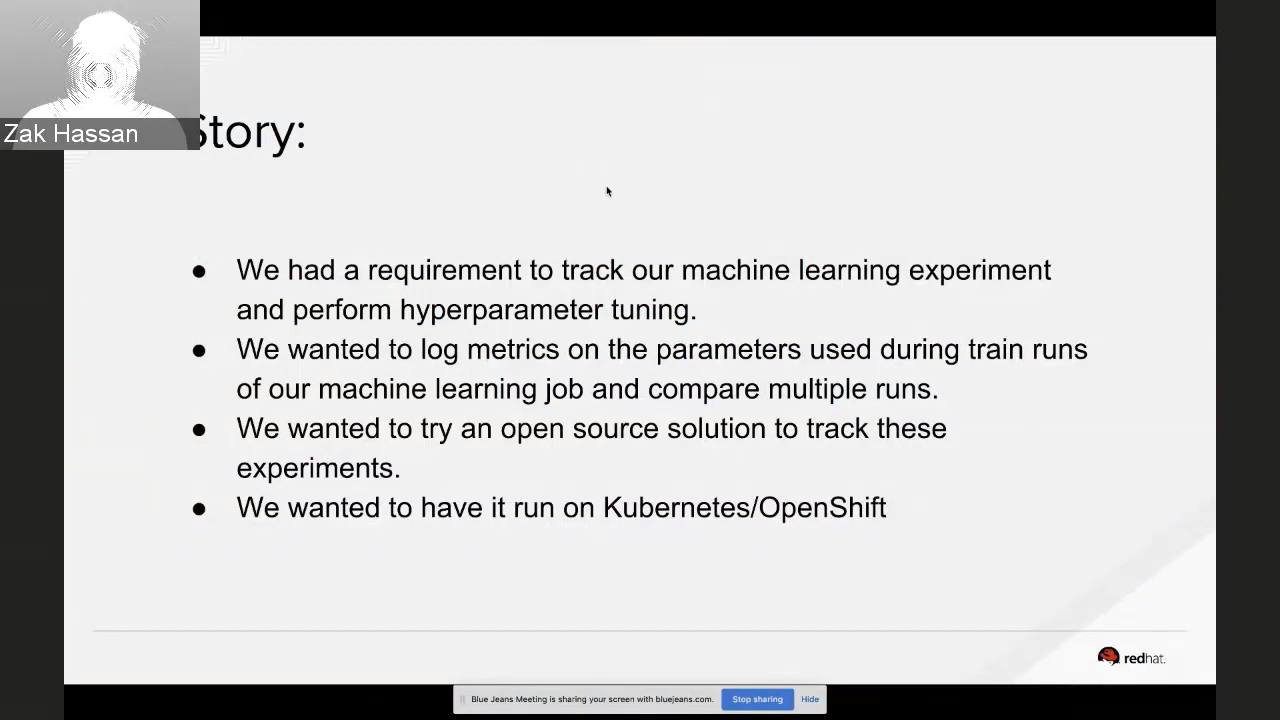 Zak Hassan
Story:
● We had a requirement to track our machine learning experiment
and perform hyperparameter tuning.
● We wanted to log metrics on the parameters used during train runs
of our machine learning job and compare multiple runs.
● We wanted to try an open source solution to track these
experiments.
● We wanted to have it run on Kubernetes/OpenShift
redhat.
Blue Jeans Meeting is sharing your screen with bluejeans.com. Stop sharing Hide